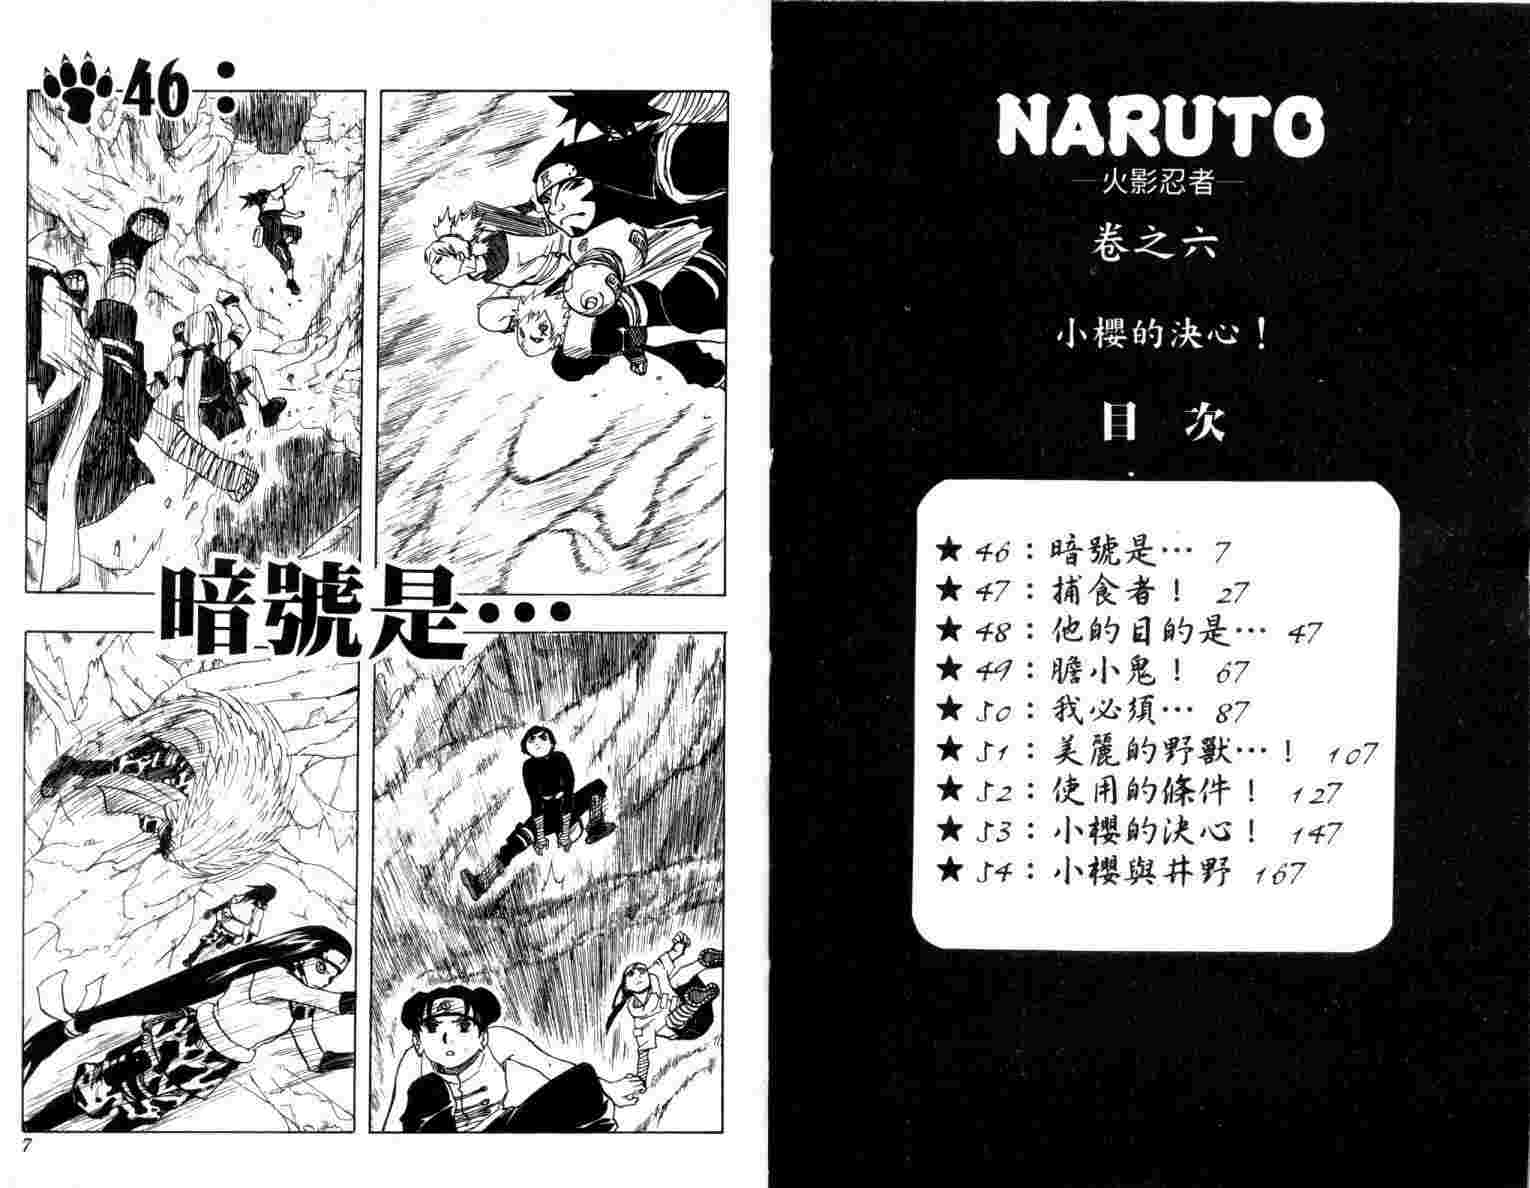 NARUTO
火影忍者
卷之六
小櫻的決心!
目 次
★ 46:暗號是… 7
★ 47:捕食者! 27
★ 48:他的目的是… 47
★ 49:膽小鬼! 67
★ 50:我必須… 87
★ 51:美麗的野獸…! 107
★ 52:使用的條件! 127
★ 53:小櫻的決心! 147
★ 54:小櫻與井野 167
46:
暗號是…
7